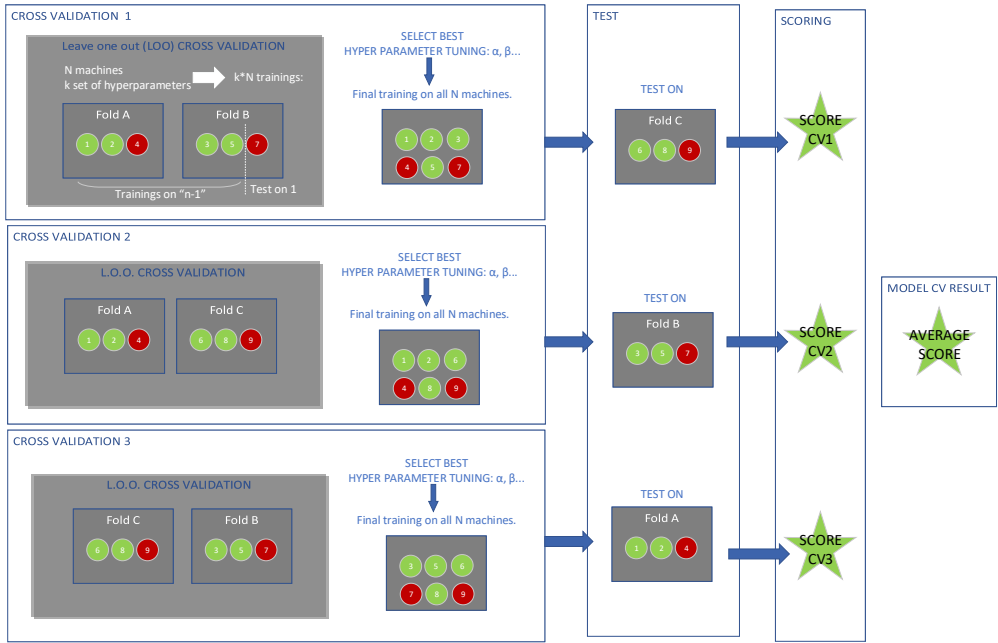 CROSS VALIDATION 1
Leave one out (LOO) CROSS VALIDATION
N machines
k set of hyperparameters
k*N trainings:
Fold A
1 2 4
Fold B
3 5 7
Trainings on “n-1”
Test on 1
SELECT BEST
HYPER PARAMETER TUNING: α, β...
Final training on all N machines.
1 2 3
4 5 7
TEST
TEST ON
Fold C
6 8 9
SCORING
SCORE
CV1
CROSS VALIDATION 2
L.O.O. CROSS VALIDATION
Fold A
1 2 4
Fold C
6 8 9
SELECT BEST
HYPER PARAMETER TUNING: α, β...
Final training on all N machines.
1 2 6
4 8 9
TEST ON
Fold B
3 5 7
SCORE
CV2
MODEL CV RESULT
AVERAGE
SCORE
CROSS VALIDATION 3
L.O.O. CROSS VALIDATION
Fold C
6 8 9
Fold B
3 5 7
SELECT BEST
HYPER PARAMETER TUNING: α, β...
Final training on all N machines.
3 5 6
7 8 9
TEST ON
Fold A
1 2 4
SCORE
CV3